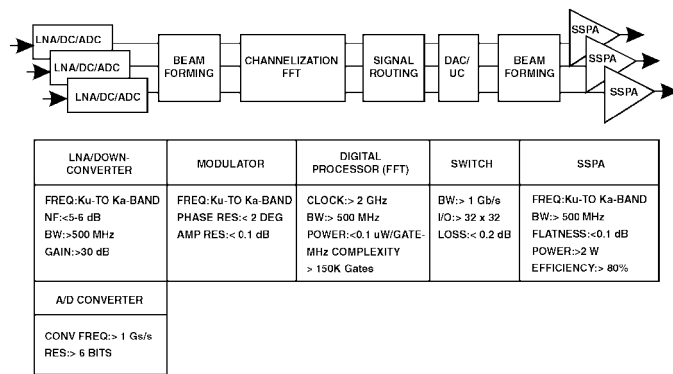 LNA/DC/ADC
LNA/DC/ADC
LNA/DC/ADC
BEAM
FORMING
CHANNELIZATION
FFT
SIGNAL
ROUTING
DAC/
UC
BEAM
FORMING
SSPA
SSPA
SSPA
LNA/DOWN-
CONVERTER
MODULATOR
DIGITAL
PROCESSOR (FFT)
SWITCH
SSPA
FREQ:Ku-TO Ka-BAND
NF:<5-6 dB
BW:>500 MHz
GAIN:>30 dB
FREQ:Ku-TO Ka-BAND
PHASE RES:< 2 DEG
AMP RES:< 0.1 dB
CLOCK:> 2 GHz
BW:> 500 MHz
POWER:<0.1 uW/GATE-
MHz COMPLEXITY
> 150K Gates
BW:> 1 Gb/s
I/O:> 32 x 32
LOSS:< 0.2 dB
FREQ:Ku-TO Ka-BAND
BW:> 500 MHz
FLATNESS:<0.1 dB
POWER:>2 W
EFFICIENCY:> 80%
A/D CONVERTER
CONV FREQ:> 1 Gs/s
RES:> 6 BITS